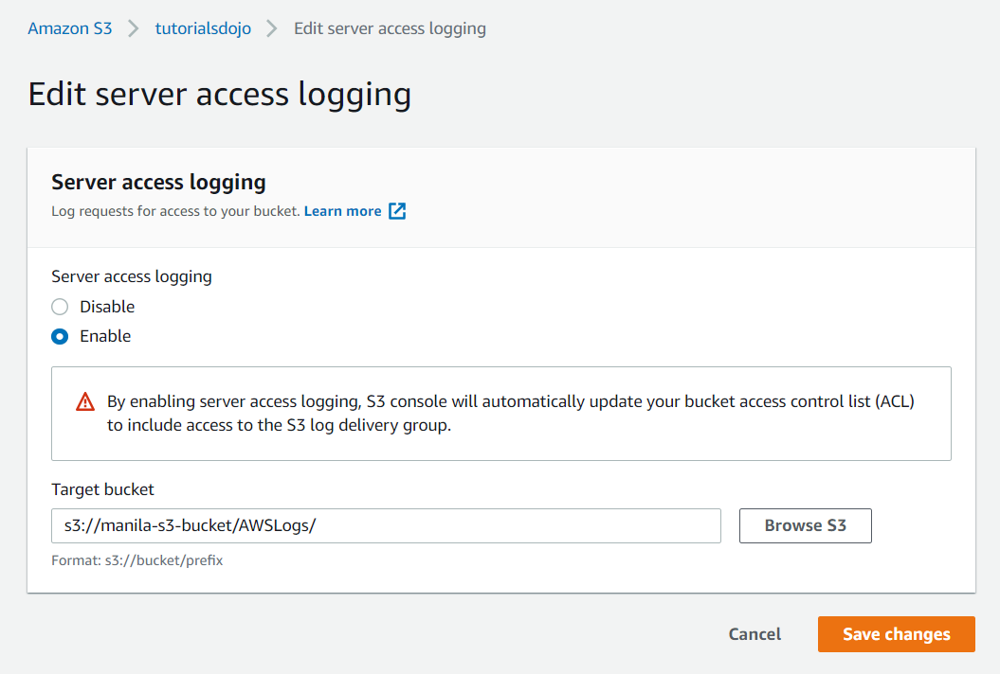 Amazon S3 > tutorialsdojo > Edit server access logging
Edit server access logging
Server access logging
Log requests for access to your bucket. Learn more
Server access logging
Disable
Enable
By enabling server access logging, S3 console will automatically update your bucket access control list (ACL)
to include access to the S3 log delivery group.
Target bucket
s3://manila-s3-bucket/AWSLogs/
Browse S3
Format: s3://bucket/prefix
Cancel
Save changes